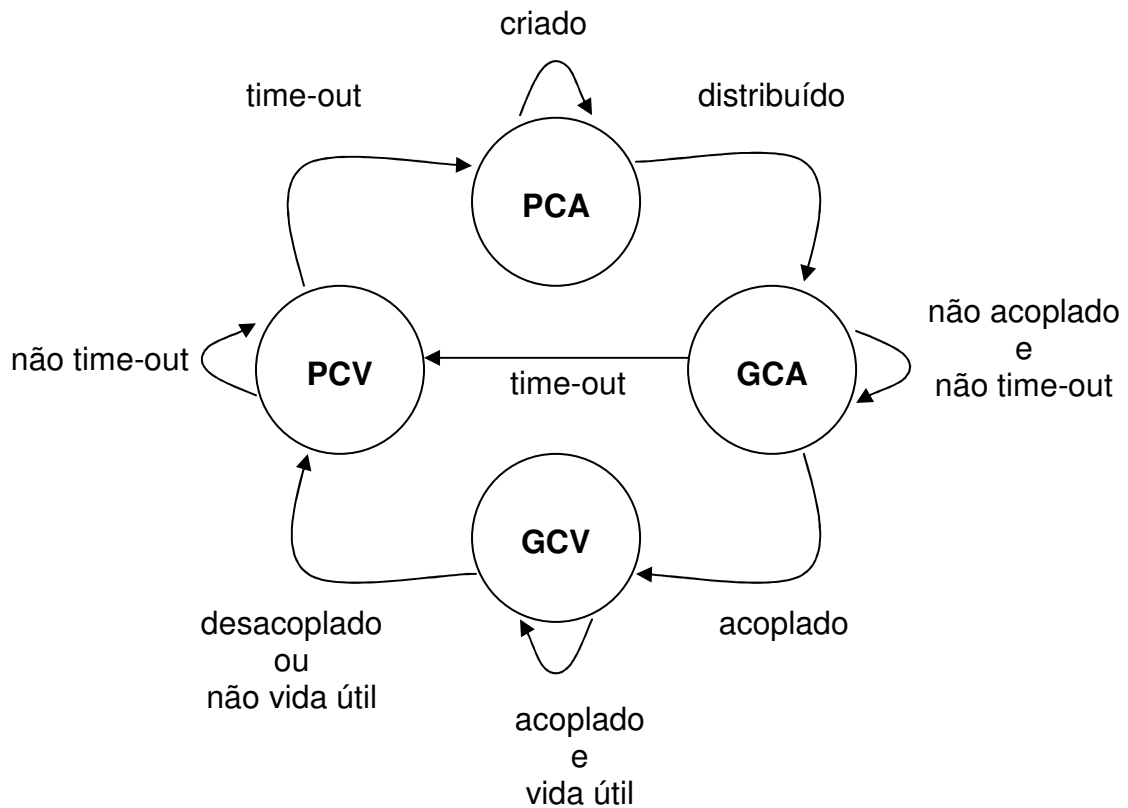 criado
time-out
distribuído
PCA
não acoplado
e
não time-out
não time-out
PCV
time-out
GCA
GCV
desacoplado
ou
não vida útil
acoplado
acoplado
e
vida útil